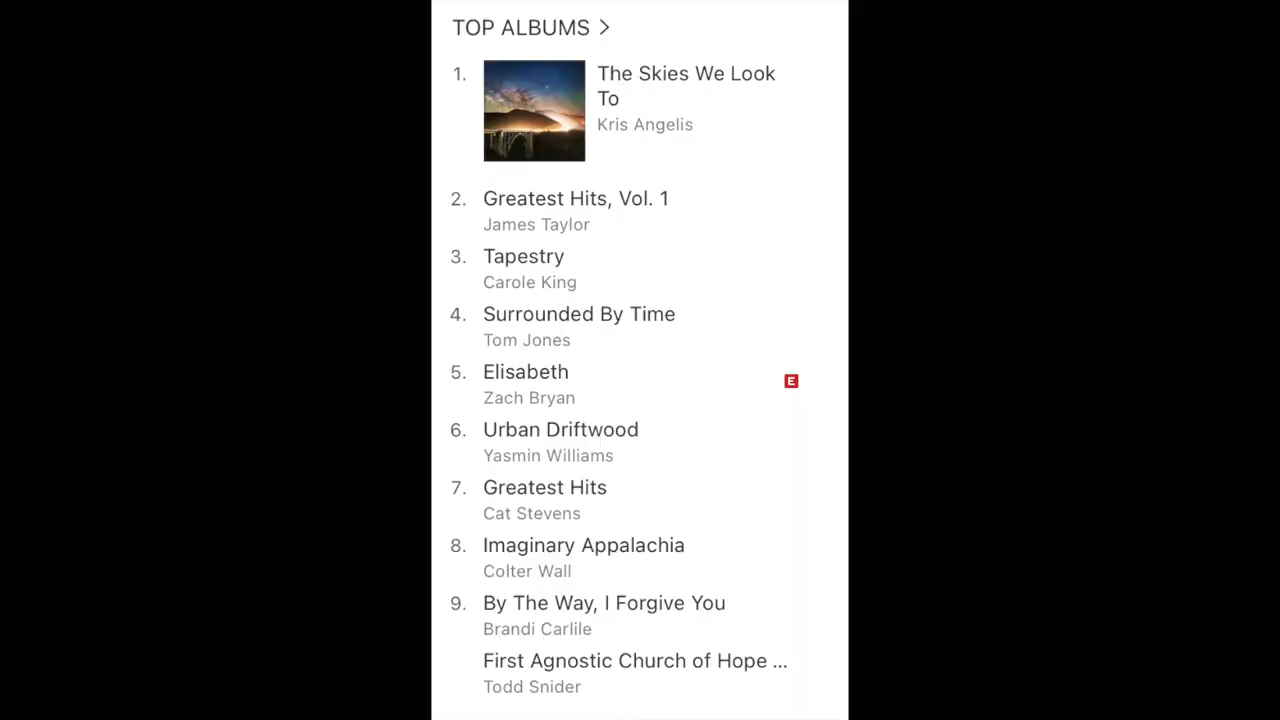 TOP ALBUMS >
1.
The Skies We Look
To
Kris Angelis
2. Greatest Hits, Vol. 1
James Taylor
3. Tapestry
Carole King
4. Surrounded By Time
Tom Jones
5. Elisabeth
E
Zach Bryan
6. Urban Driftwood
Yasmin Williams
7. Greatest Hits
Cat Stevens
8. Imaginary Appalachia
Colter Wall
9. By The Way, I Forgive You
Brandi Carlile
First Agnostic Church of Hope ...
Todd Snider